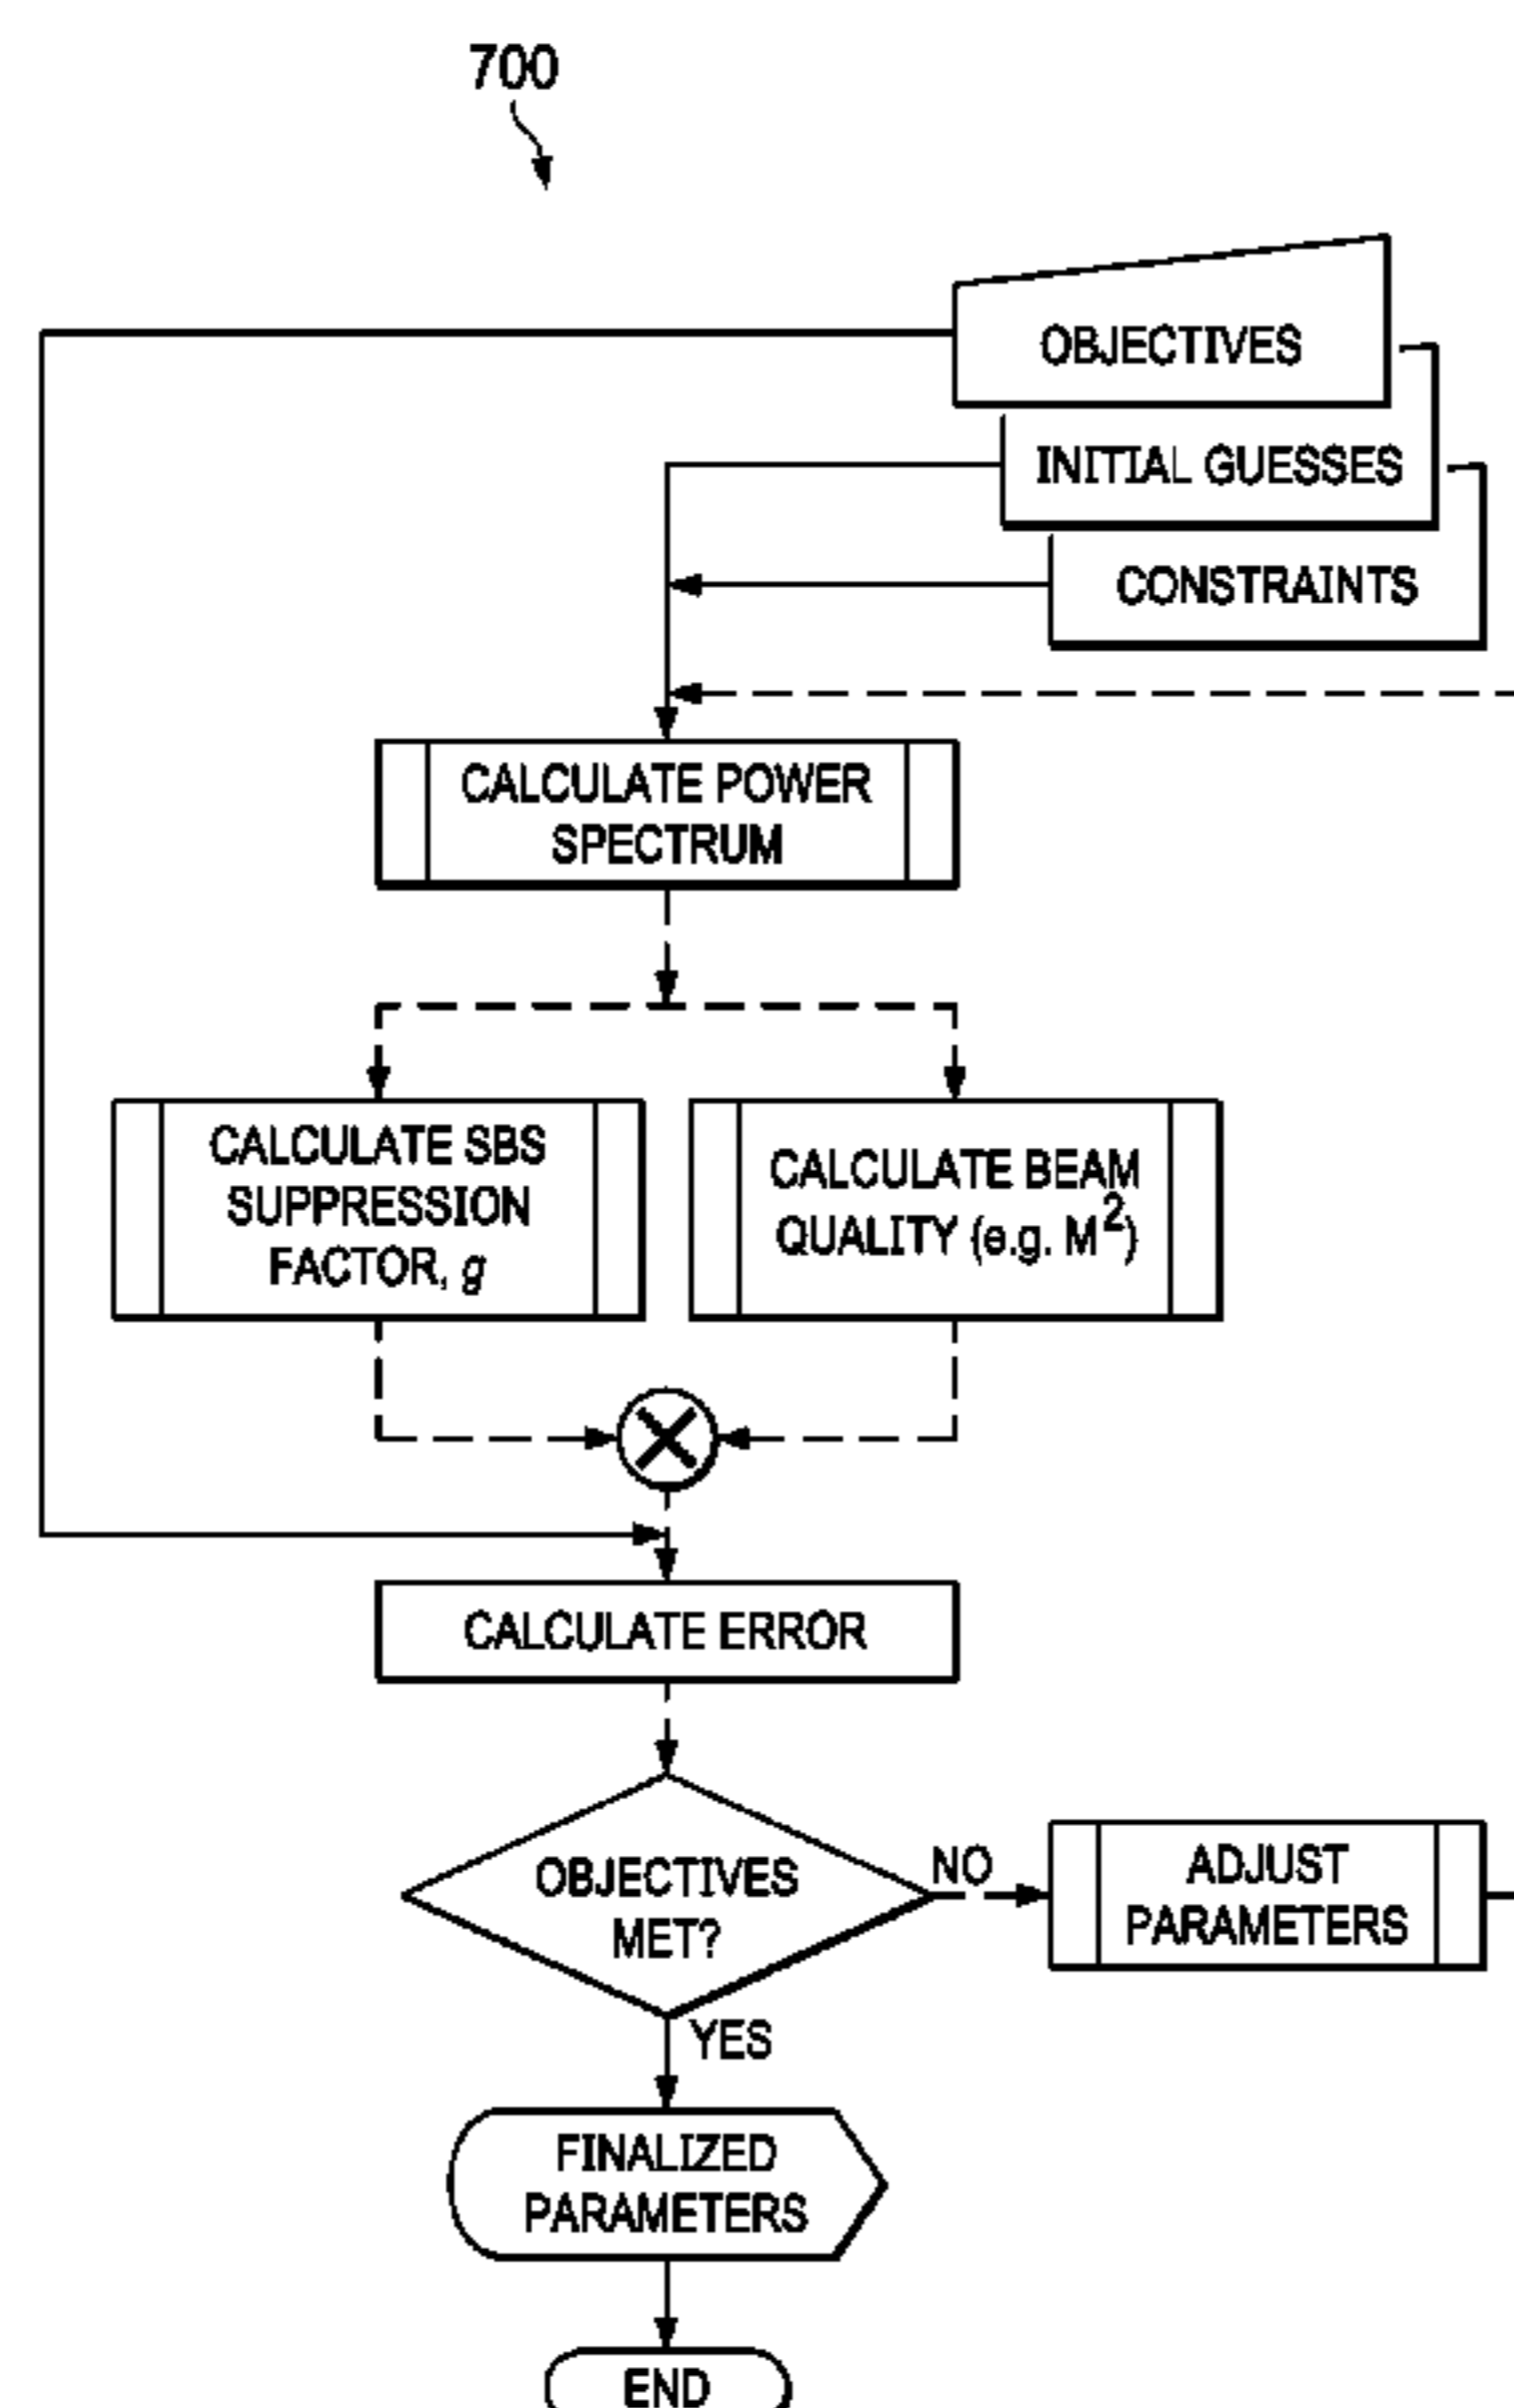 700
OBJECTIVES
INITIAL GUESSES
CONSTRAINTS
CALCULATE POWER
SPECTRUM
CALCULATE SBS
SUPPRESSION
FACTOR, g
CALCULATE BEAM
QUALITY (e.g. M²)
CALCULATE ERROR
OBJECTIVES
MET?
NO
ADJUST
PARAMETERS
YES
FINALIZED
PARAMETERS
END